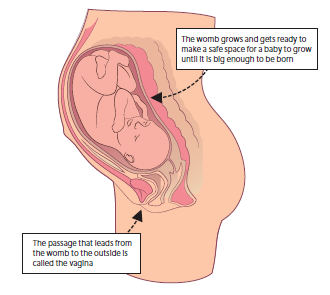 The womb grows and gets ready to
make a safe space for a baby to grow
until it is big enough to be born
The passage that leads from
the womb to the outside is
called the vagina